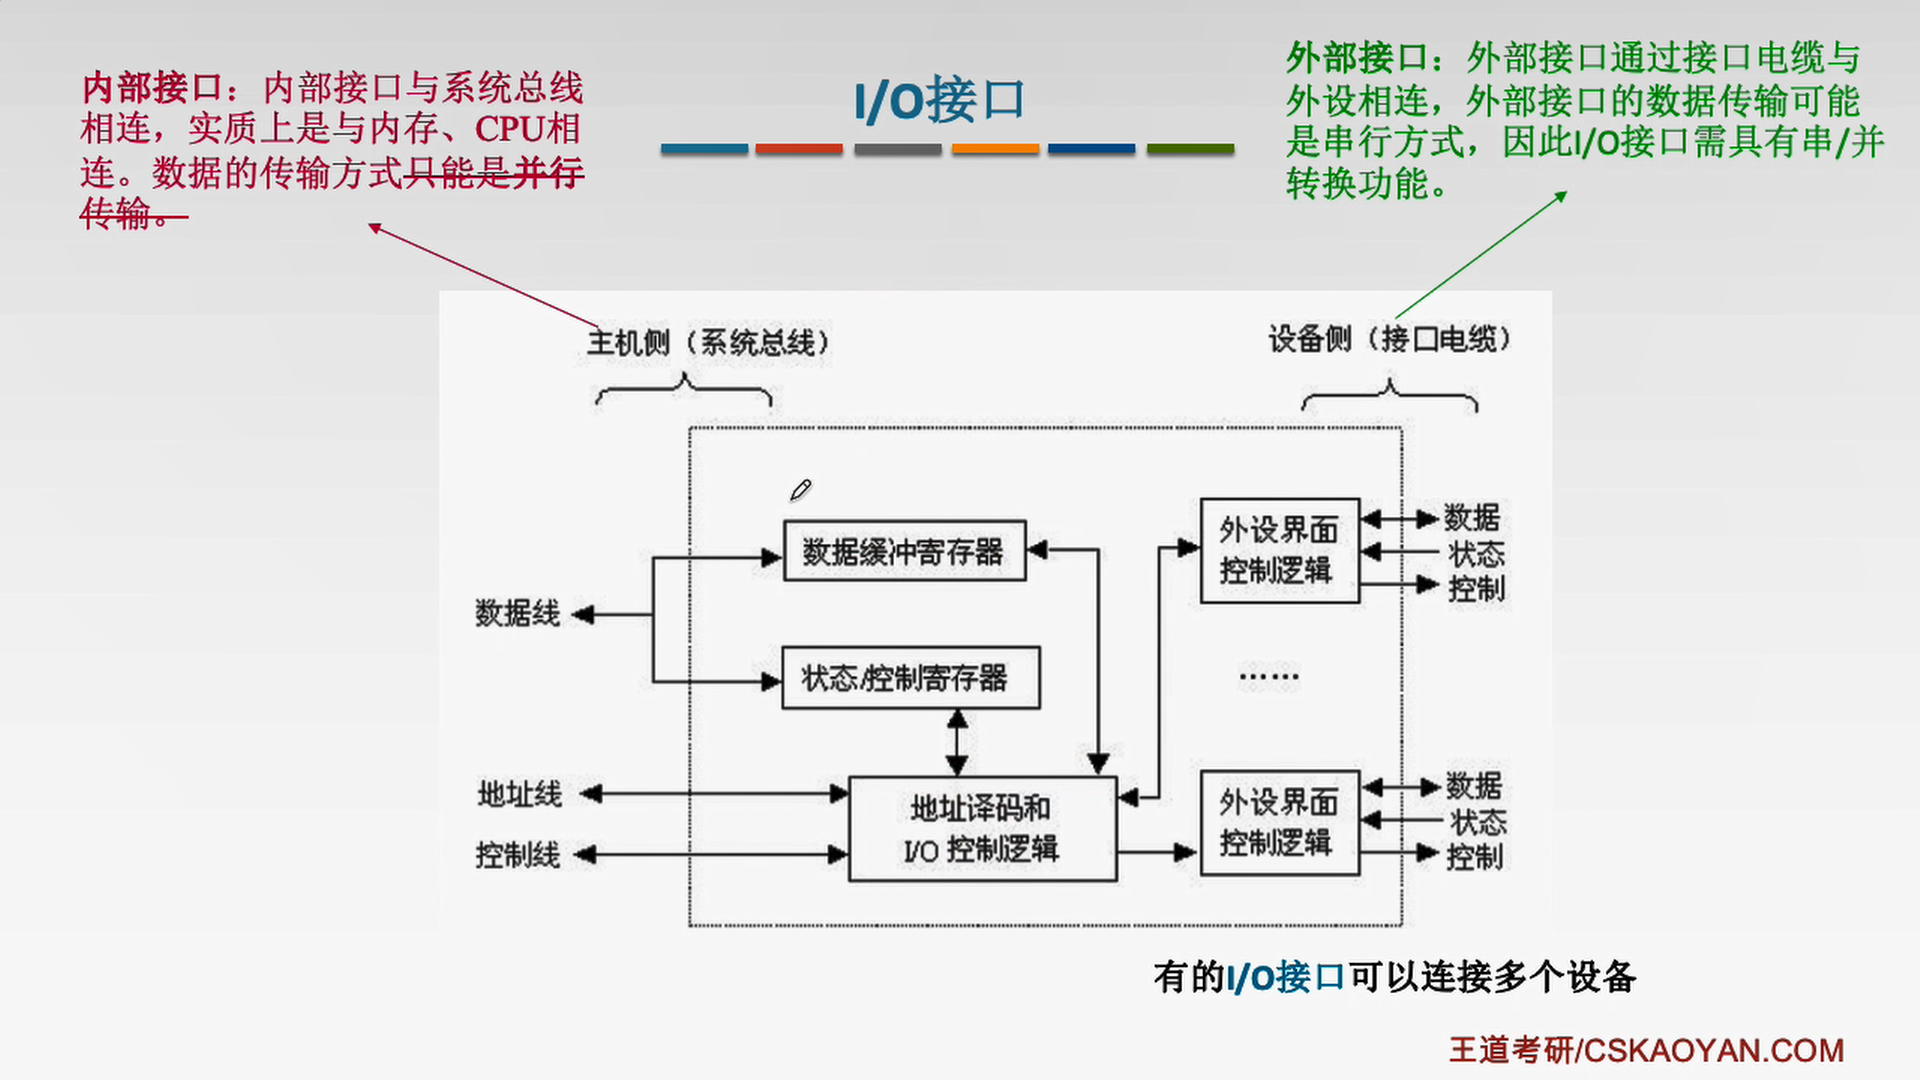 I/O接口
内部接口：内部接口与系统总线
相连，实质上是与内存、CPU相
连。数据的传输方式只能是并行
传输。
外部接口：外部接口通过接口电缆与
外设相连，外部接口的数据传输可能
是串行方式，因此I/O接口需具有串/并
转换功能。
主机侧（系统总线）
设备侧（接口电缆）
数据缓冲寄存器
外设界面
控制逻辑
数据
状态
控制
数据线
状态/控制寄存器
……
地址线
控制线
地址译码和
I/O 控制逻辑
外设界面
控制逻辑
数据
状态
控制
有的I/O接口可以连接多个设备
王道考研/CSKAOYAN.COM